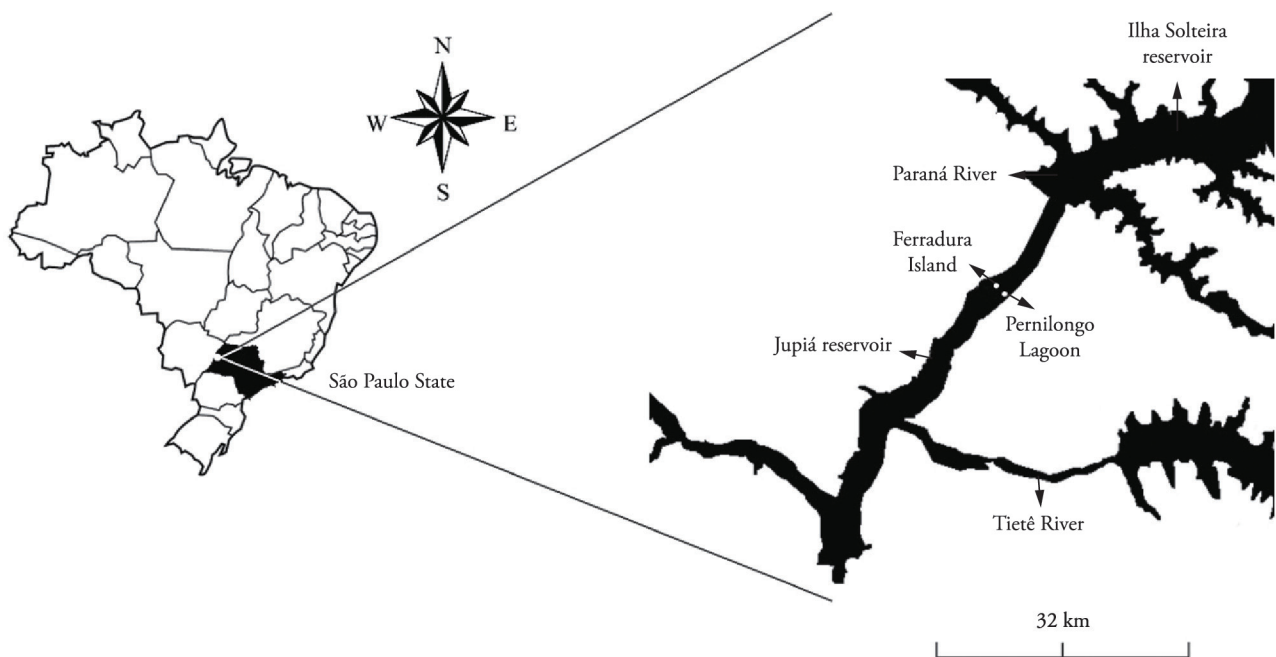 N
W
E
S
São Paulo State
Ilha Solteira
reservoir
Paraná River
Ferradura
Island
Pernilongo
Lagoon
Jupiá reservoir
Tietê River
32 km